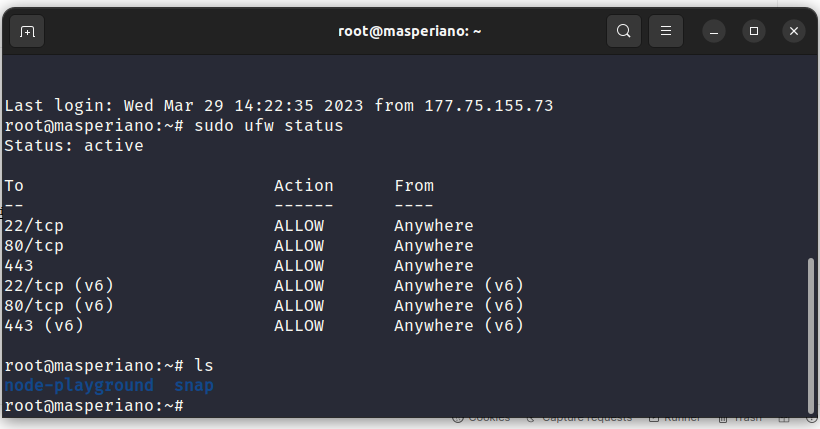 root@masperiano: ~
Last login: Wed Mar 29 14:22:35 2023 from 177.75.155.73
root@masperiano:~# sudo ufw status
Status: active
To                         Action      From
--                         ------      ----
22/tcp                     ALLOW       Anywhere
80/tcp                     ALLOW       Anywhere
443                        ALLOW       Anywhere
22/tcp (v6)                ALLOW       Anywhere (v6)
80/tcp (v6)                ALLOW       Anywhere (v6)
443 (v6)                   ALLOW       Anywhere (v6)
root@masperiano:~# ls
node-playground  snap
root@masperiano:~#
Cookies Capture requests Runner Trash